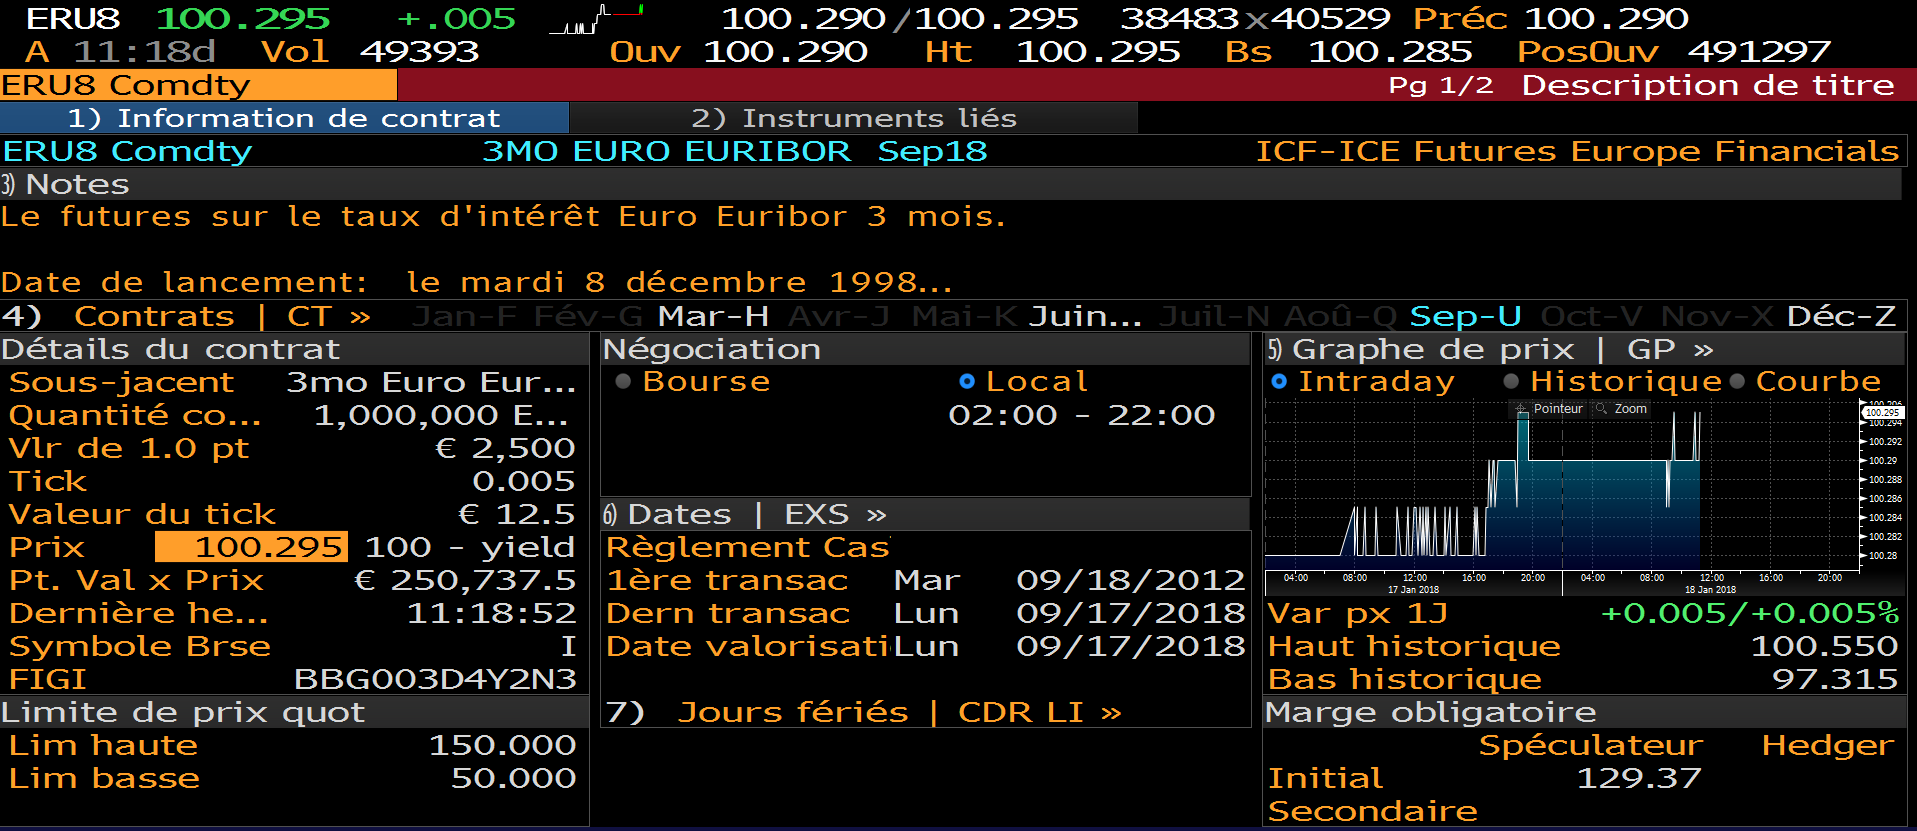 ERU8 100.295 +.005 100.290/100.295 38483x40529 Préc 100.290
A 11:18d Vol 49393 Ouv 100.290 Ht 100.295 Bs 100.285 PosOuv 491297
ERU8 Comdty Pg 1/2 Description de titre
1) Information de contrat 2) Instruments liés
ERU8 Comdty 3MO EURO EURIBOR Sep18 ICF-ICE Futures Europe Financials
3) Notes
Le futures sur le taux d'intérêt Euro Euribor 3 mois.
Date de lancement: le mardi 8 décembre 1998...
4) Contrats | CT » Jan-F Fév-G Mar-H Avr-J Mai-K Juin... Juil-N Aoû-Q Sep-U Oct-V Nov-X Déc-Z
Détails du contrat
Sous-jacent 3mo Euro Eur...
Quantité co... 1,000,000 E...
Vlr de 1.0 pt € 2,500
Tick 0.005
Valeur du tick € 12.5
Prix 100.295 100 - yield
Pt. Val x Prix € 250,737.5
Dernière he... 11:18:52
Symbole Brse I
FIGI BBG003D4Y2N3
Limite de prix quot
Lim haute 150.000
Lim basse 50.000
Négociation
Bourse Local
02:00 - 22:00
6) Dates | EXS »
Règlement Cas
1ère transac Mar 09/18/2012
Dern transac Lun 09/17/2018
Date valorisati Lun 09/17/2018
7) Jours fériés | CDR LI »
5) Graphe de prix | GP »
Intraday Historique Courbe
Pointeur Zoom
100.296
100.295
100.294
100.292
100.29
100.288
100.286
100.284
100.282
100.28
04:00 08:00 12:00 16:00 20:00 04:00 08:00 12:00 16:00 20:00
17 Jan 2018 18 Jan 2018
Var px 1J +0.005/+0.005%
Haut historique 100.550
Bas historique 97.315
Marge obligatoire
Spéculateur Hedger
Initial 129.37
Secondaire